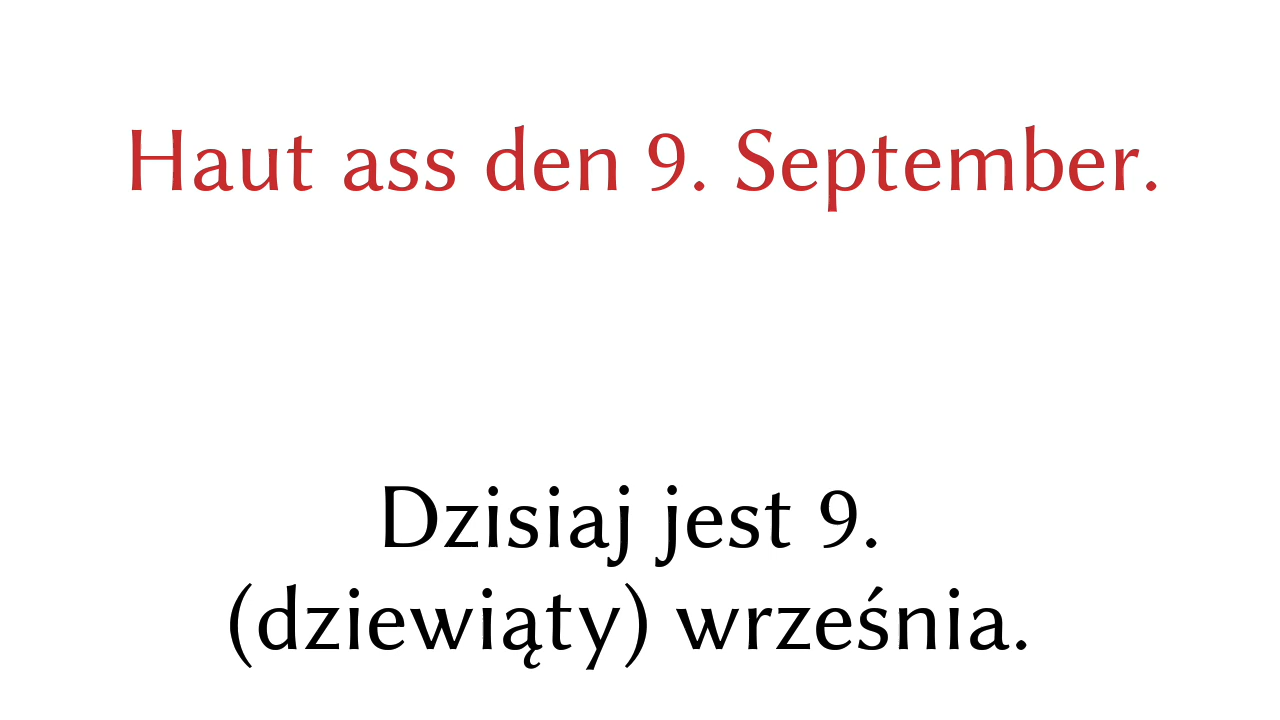 Haut ass den 9. September.
Dzisiaj jest 9.
(dziewiąty) września.